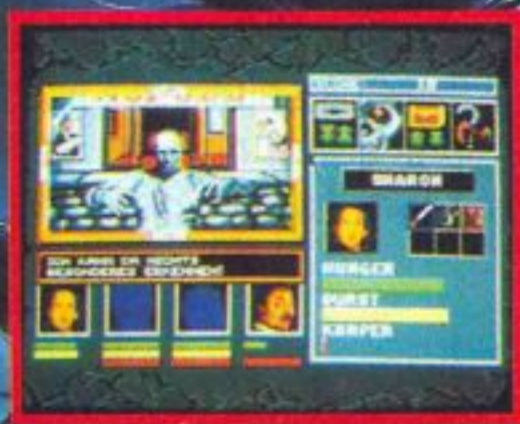 ICH KANN DA NICHTS
BESONDERES ERKENNEN!
SHARON
HUNGER
DURST
KÖRPER